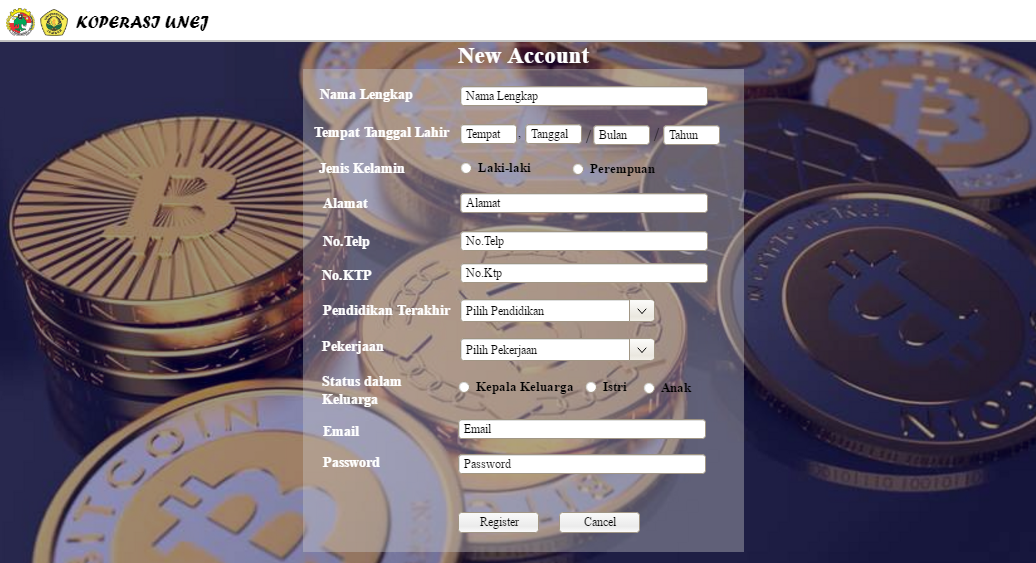 KOPERASI UNEJ
New Account
Nama Lengkap Nama Lengkap
Tempat Tanggal Lahir Tempat , Tanggal / Bulan / Tahun
Jenis Kelamin Laki-laki Perempuan
Alamat Alamat
No.Telp No.Telp
No.KTP No.Ktp
Pendidikan Terakhir Pilih Pendidikan
Pekerjaan Pilih Pekerjaan
Status dalam
Keluarga Kepala Keluarga Istri Anak
Email Email
Password Password
Register Cancel
BITCOIN